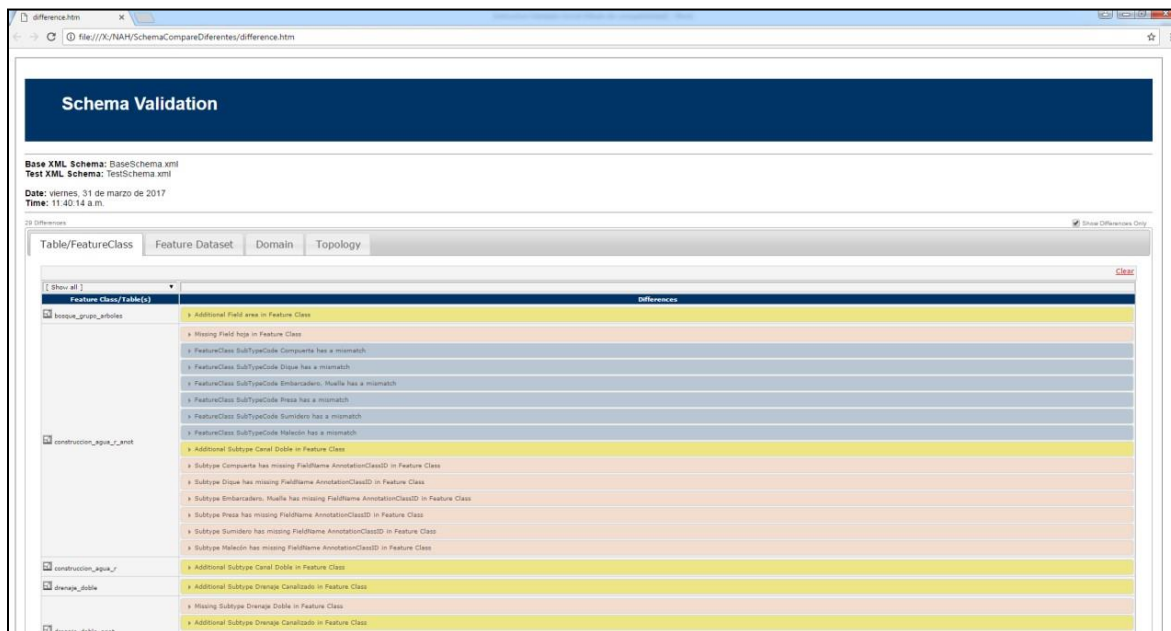 difference.htm
file:///X:/NAH/SchemaCompareDiferentes/difference.htm
Schema Validation
Base XML Schema: BaseSchema.xml
Test XML Schema: TestSchema.xml
Date: viernes, 31 de marzo de 2017
Time: 11:40:14 a.m.
29 Differences
Show Differences Only
Table/FeatureClass Feature Dataset Domain Topology
Clear
[ Show all ]
Feature Class/Table(s) Differences
bosque_grupo_arboles
Additional Field area in Feature Class
construccion_agua_r_anot
Missing Field hoja in Feature Class
FeatureClass SubTypeCode Compuerta has a mismatch
FeatureClass SubTypeCode Dique has a mismatch
FeatureClass SubTypeCode Embarcadero, Muelle has a mismatch
FeatureClass SubTypeCode Presa has a mismatch
FeatureClass SubTypeCode Sumidero has a mismatch
FeatureClass SubTypeCode Malecón has a mismatch
Additional Subtype Canal Doble in Feature Class
Subtype Compuerta has missing FieldName AnnotationClassID in Feature Class
Subtype Dique has missing FieldName AnnotationClassID in Feature Class
Subtype Embarcadero, Muelle has missing FieldName AnnotationClassID in Feature Class
Subtype Presa has missing FieldName AnnotationClassID in Feature Class
Subtype Sumidero has missing FieldName AnnotationClassID in Feature Class
Subtype Malecón has missing FieldName AnnotationClassID in Feature Class
construccion_agua_r
Additional Subtype Canal Doble in Feature Class
drenaje_doble
Additional Subtype Drenaje Canalizado in Feature Class
Missing Subtype Drenaje Doble in Feature Class
Additional Subtype Drenaje Canalizado in Feature Class